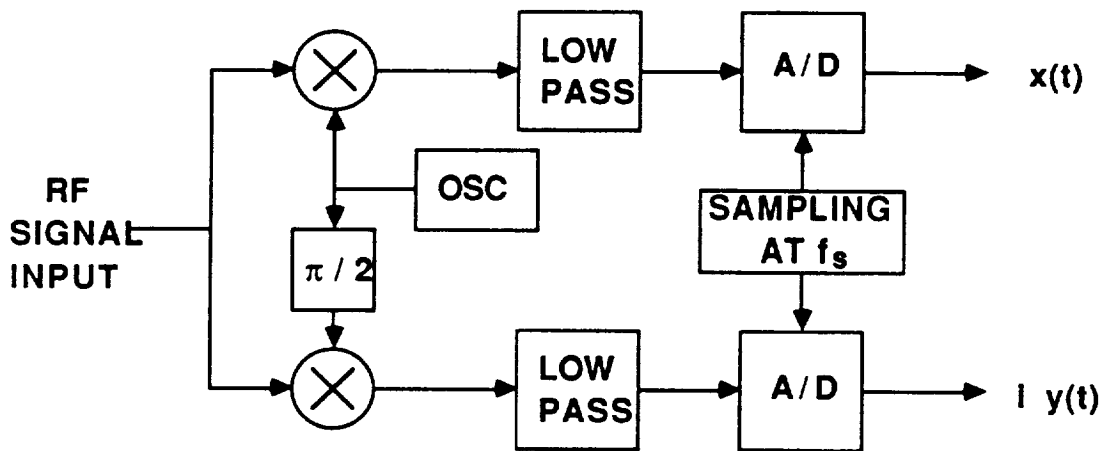 LOW
PASS
A/D
x(t)
OSC
RF
SIGNAL
INPUT
SAMPLING
AT fs
π / 2
LOW
PASS
A/D
I y(t)